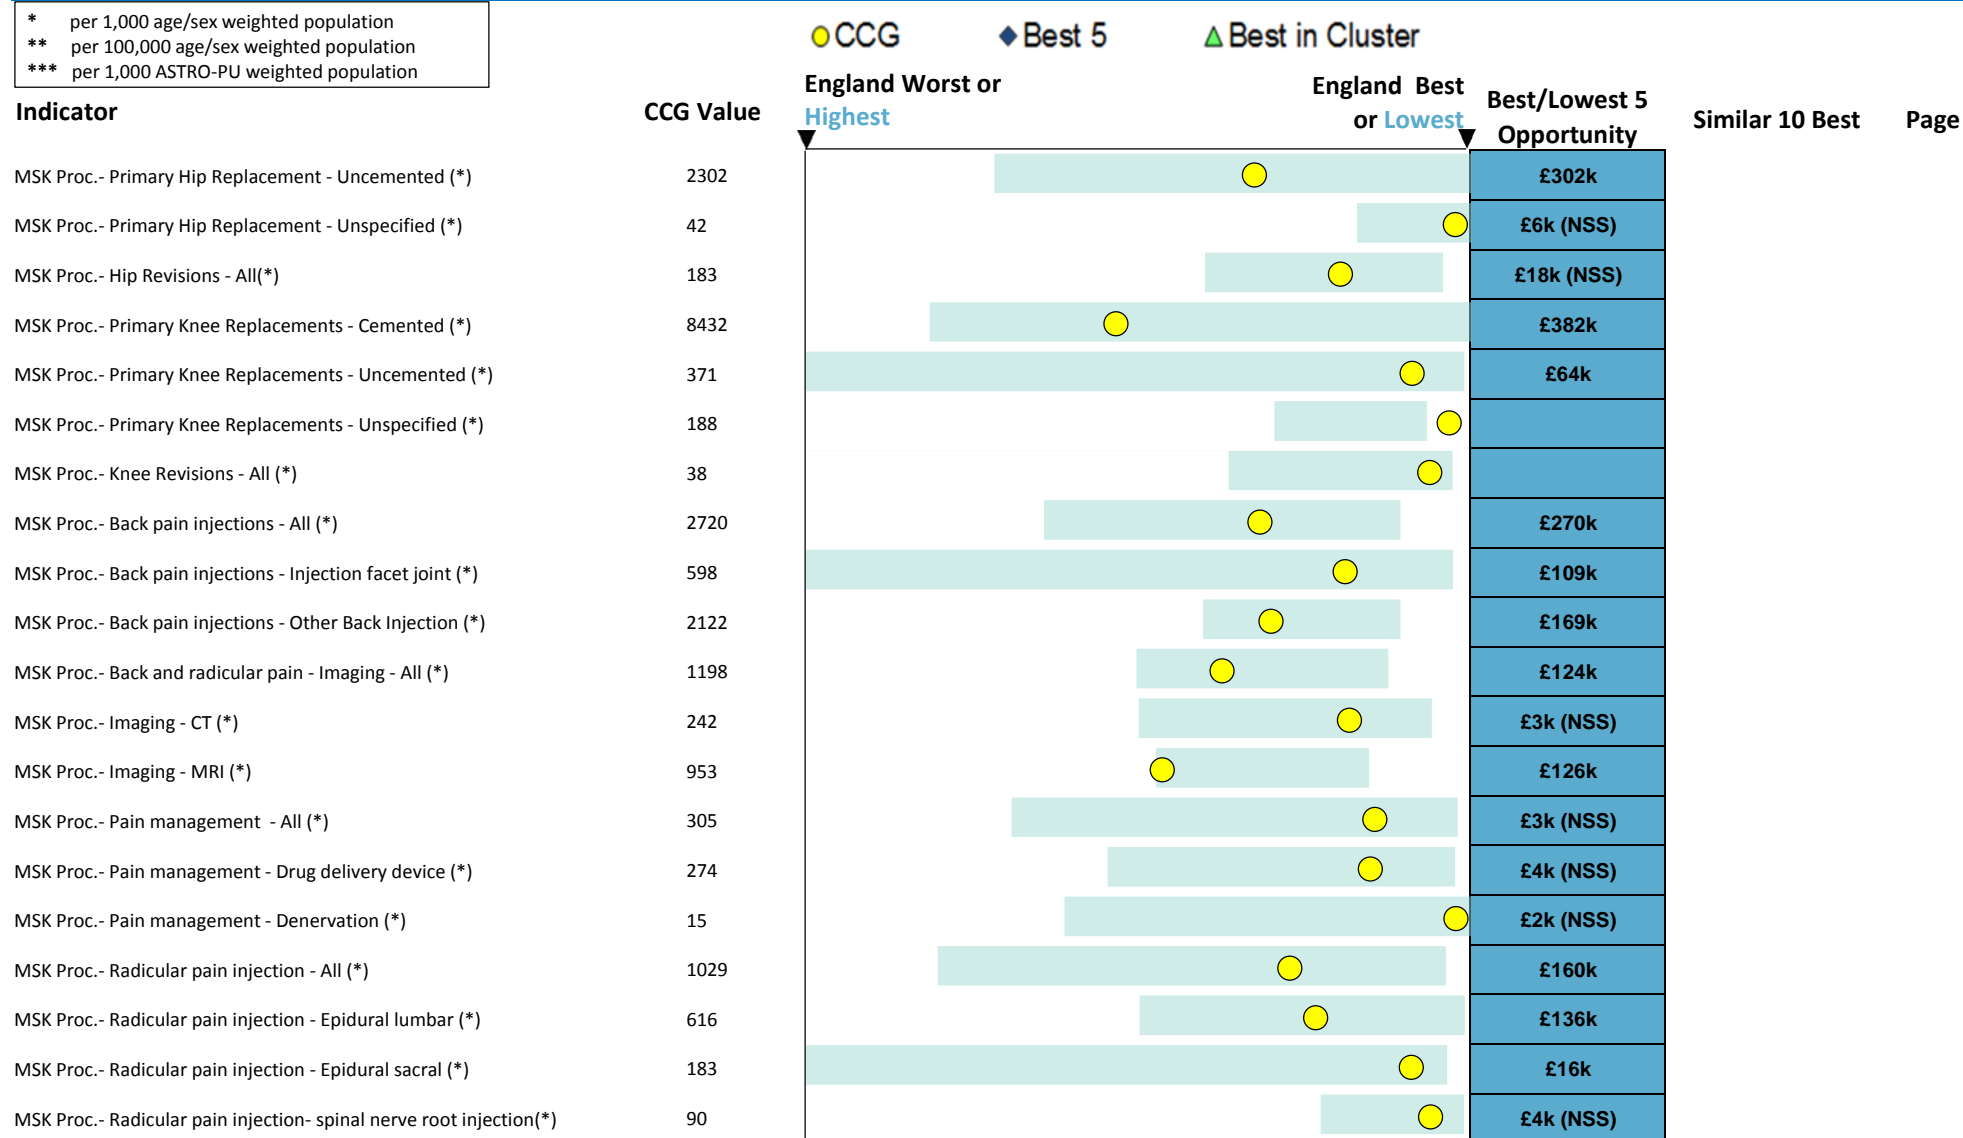 * per 1,000 age/sex weighted population
** per 100,000 age/sex weighted population
*** per 1,000 ASTRO-PU weighted population
CCG Best 5 Best in Cluster
Indicator CCG Value England Worst or Highest England Best or Lowest Best/Lowest 5 Opportunity Similar 10 Best Page
MSK Proc.- Primary Hip Replacement - Uncemented (*) 2302 £302k
MSK Proc.- Primary Hip Replacement - Unspecified (*) 42 £6k (NSS)
MSK Proc.- Hip Revisions - All(*) 183 £18k (NSS)
MSK Proc.- Primary Knee Replacements - Cemented (*) 8432 £382k
MSK Proc.- Primary Knee Replacements - Uncemented (*) 371 £64k
MSK Proc.- Primary Knee Replacements - Unspecified (*) 188
MSK Proc.- Knee Revisions - All (*) 38
MSK Proc.- Back pain injections - All (*) 2720 £270k
MSK Proc.- Back pain injections - Injection facet joint (*) 598 £109k
MSK Proc.- Back pain injections - Other Back Injection (*) 2122 £169k
MSK Proc.- Back and radicular pain - Imaging - All (*) 1198 £124k
MSK Proc.- Imaging - CT (*) 242 £3k (NSS)
MSK Proc.- Imaging - MRI (*) 953 £126k
MSK Proc.- Pain management - All (*) 305 £3k (NSS)
MSK Proc.- Pain management - Drug delivery device (*) 274 £4k (NSS)
MSK Proc.- Pain management - Denervation (*) 15 £2k (NSS)
MSK Proc.- Radicular pain injection - All (*) 1029 £160k
MSK Proc.- Radicular pain injection - Epidural lumbar (*) 616 £136k
MSK Proc.- Radicular pain injection - Epidural sacral (*) 183 £16k
MSK Proc.- Radicular pain injection- spinal nerve root injection(*) 90 £4k (NSS)